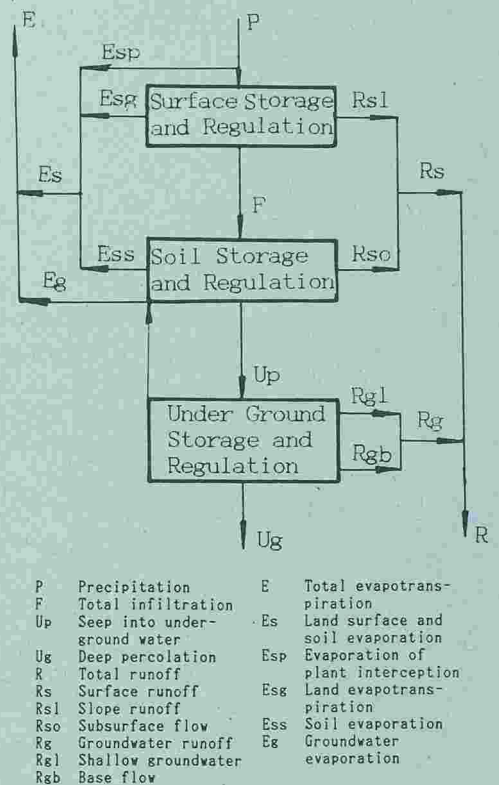 E
P
Esp
Esg
Surface Storage
and Regulation
Rsl
Es
Rs
F
Ess
Soil Storage
and Regulation
Rso
Eg
Up
Under Ground
Storage and
Regulation
Rgl
Rg
Rgb
Ug
R
P Precipitation
F Total infiltration
Up Seep into under-
ground water
Ug Deep percolation
R Total runoff
Rs Surface runoff
Rsl Slope runoff
Rso Subsurface flow
Rg Groundwater runoff
Rgl Shallow groundwater
Rgb Base flow
E Total evapotrans-
piration
Es Land surface and
soil evaporation
Esp Evaporation of
plant interception
Esg Land evapotrans-
piration
Ess Soil evaporation
Eg Groundwater
evaporation